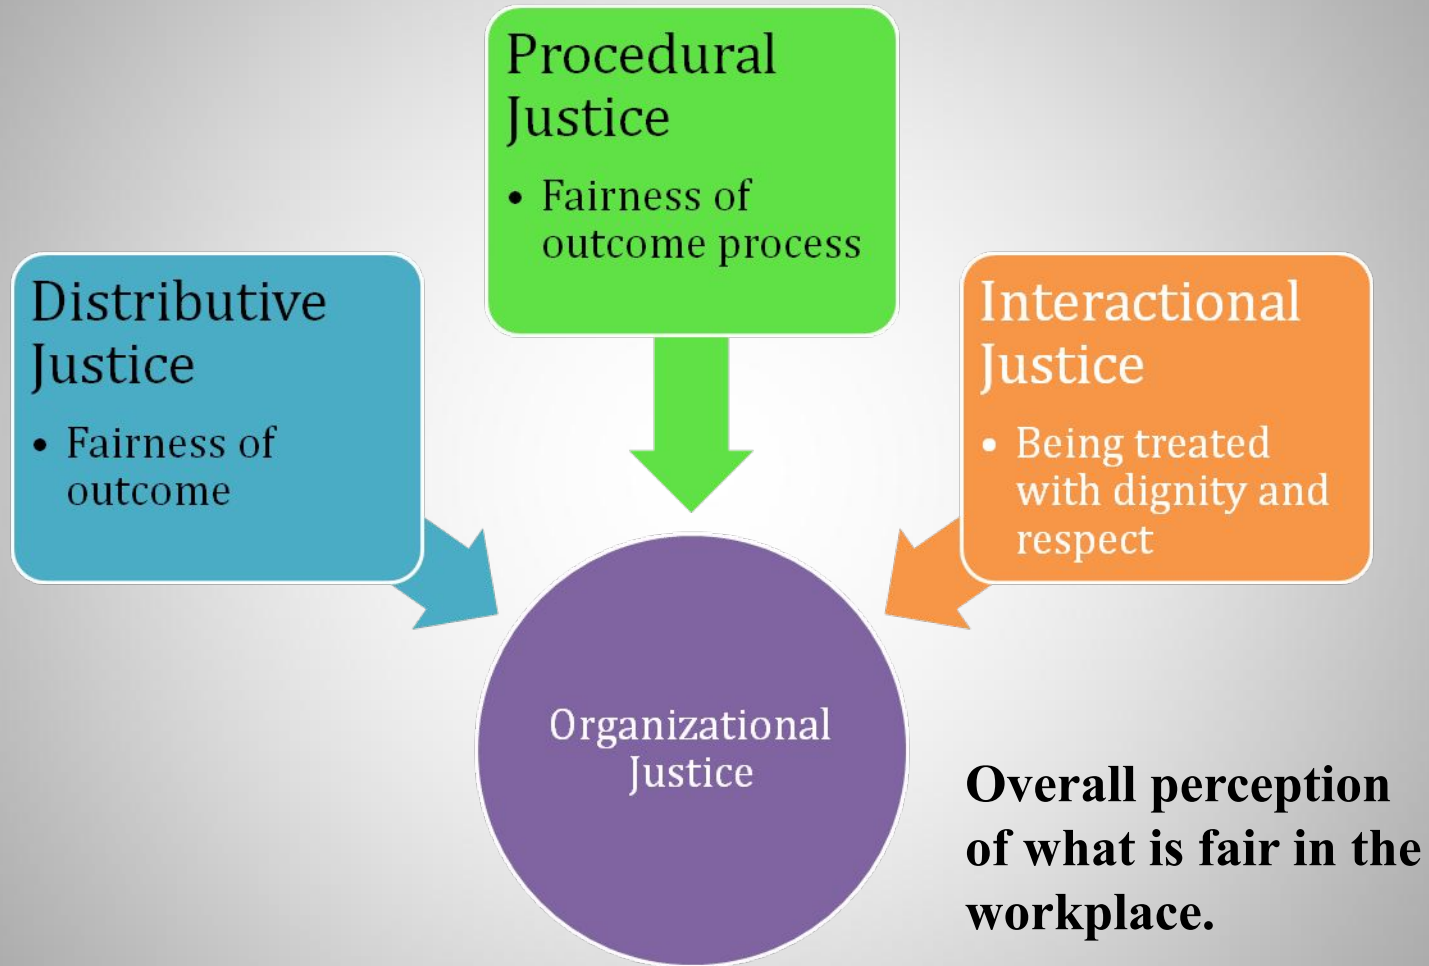 Procedural
Justice
• Fairness of
outcome process
Distributive
Justice
• Fairness of
outcome
Interactional
Justice
• Being treated
with dignity and
respect
Organizational
Justice
Overall perception
of what is fair in the
workplace.